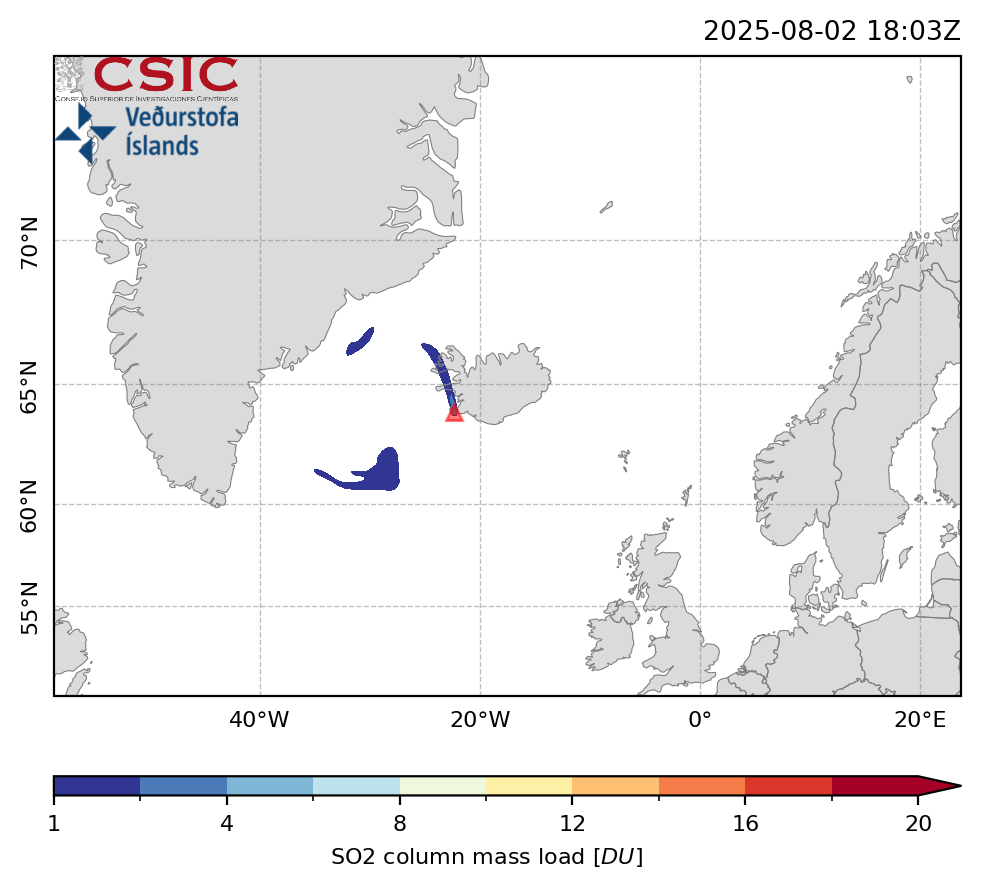 2025-08-02 18:03Z
CSIC
CONSEJO SUPERIOR DE INVESTIGACIONES CIENTÍFICAS
Veðurstofa
Íslands
70°N
65°N
60°N
55°N
40°W 20°W 0° 20°E
1 4 8 12 16 20
SO2 column mass load [DU]